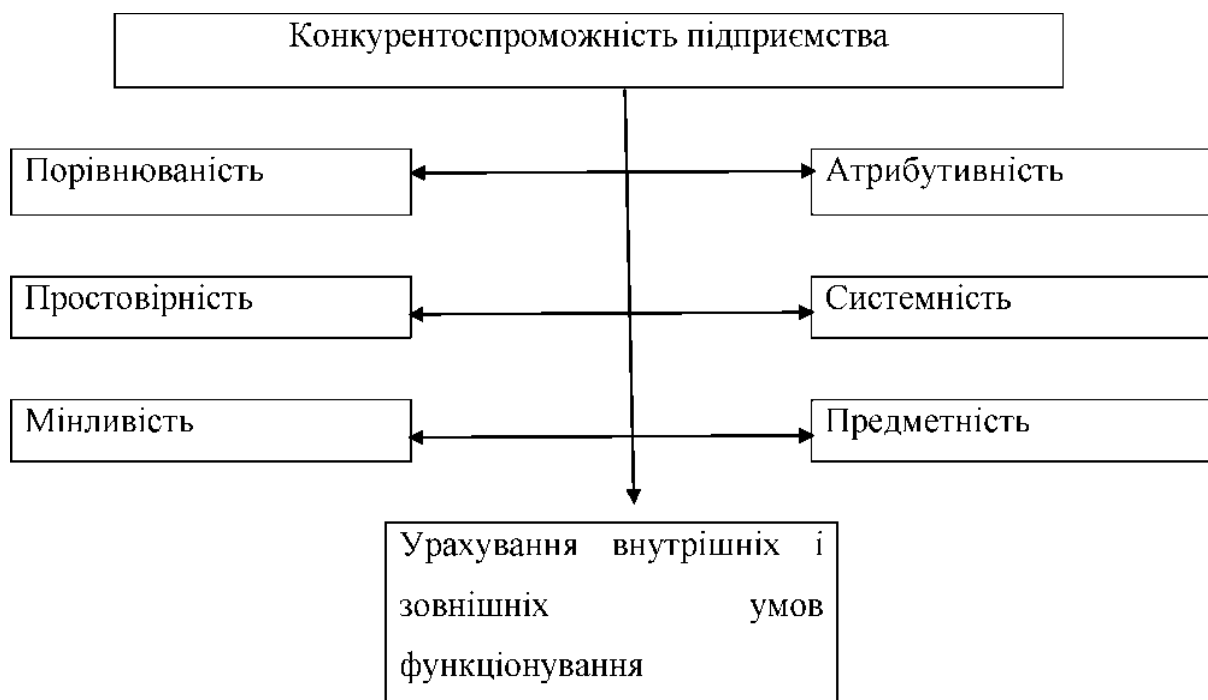 Конкурентоспроможність підприємства
Порівнюваність
Атрибутивність
Простовірність
Системність
Мінливість
Предметність
Урахування внутрішніх і
зовнішніх умов
функціонування